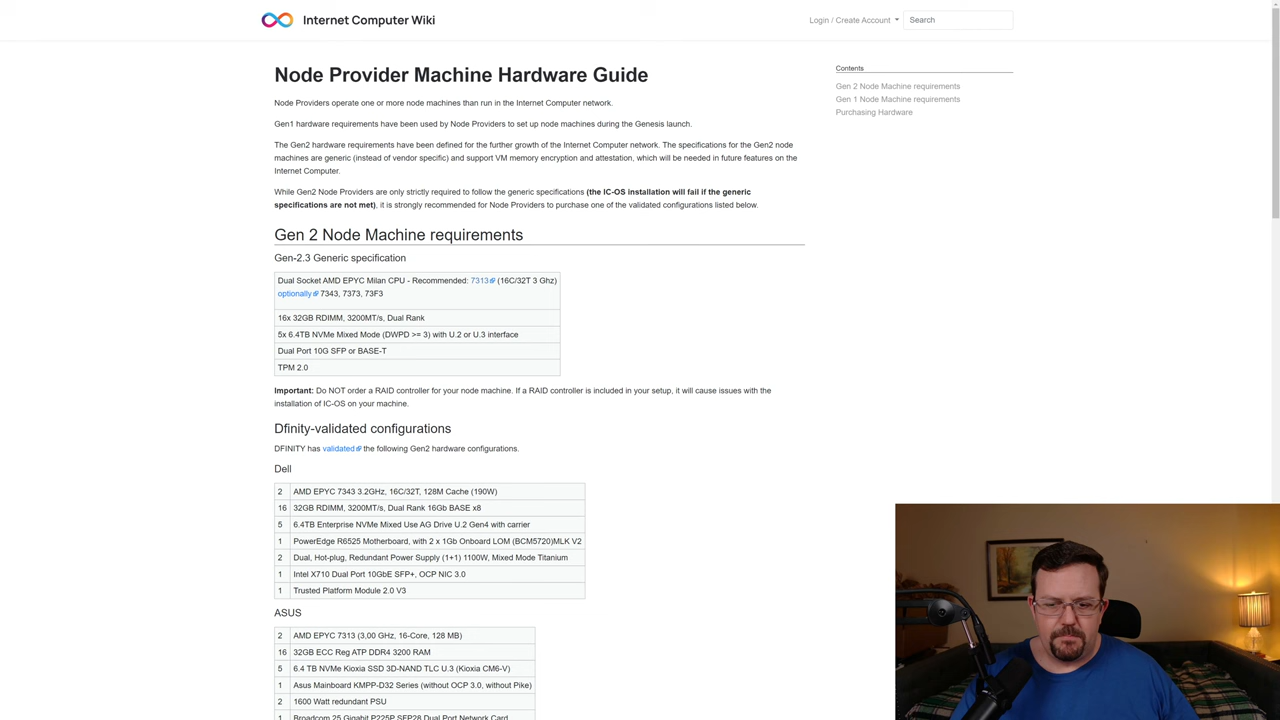 Internet Computer Wiki
Login / Create Account
Search
Node Provider Machine Hardware Guide
Node Providers operate one or more node machines than run in the Internet Computer network.
Gen1 hardware requirements have been used by Node Providers to set up node machines during the Genesis launch.
The Gen2 hardware requirements have been defined for the further growth of the Internet Computer network. The specifications for the Gen2 node
machines are generic (instead of vendor specific) and support VM memory encryption and attestation, which will be needed in future features on the
Internet Computer.
While Gen2 Node Providers are only strictly required to follow the generic specifications (the IC-OS installation will fail if the generic
specifications are not met), it is strongly recommended for Node Providers to purchase one of the validated configurations listed below.
Contents
Gen 2 Node Machine requirements
Gen 1 Node Machine requirements
Purchasing Hardware
Gen 2 Node Machine requirements
Gen-2.3 Generic specification
Dual Socket AMD EPYC Milan CPU - Recommended: 7313 (16C/32T 3 Ghz)
optionally 7343, 7373, 73F3
16x 32GB RDIMM, 3200MT/s, Dual Rank
5x 6.4TB NVMe Mixed Mode (DWPD >= 3) with U.2 or U.3 interface
Dual Port 10G SFP or BASE-T
TPM 2.0
Important: Do NOT order a RAID controller for your node machine. If a RAID controller is included in your setup, it will cause issues with the
installation of IC-OS on your machine.
Dfinity-validated configurations
DFINITY has validated the following Gen2 hardware configurations.
Dell
2 AMD EPYC 7343 3.2GHz, 16C/32T, 128M Cache (190W)
16 32GB RDIMM, 3200MT/s, Dual Rank 16Gb BASE x8
5 6.4TB Enterprise NVMe Mixed Use AG Drive U.2 Gen4 with carrier
1 PowerEdge R6525 Motherboard, with 2 x 1Gb Onboard LOM (BCM5720)MLK V2
2 Dual, Hot-plug, Redundant Power Supply (1+1) 1100W, Mixed Mode Titanium
1 Intel X710 Dual Port 10GbE SFP+, OCP NIC 3.0
1 Trusted Platform Module 2.0 V3
ASUS
2 AMD EPYC 7313 (3,00 GHz, 16-Core, 128 MB)
16 32GB ECC Reg ATP DDR4 3200 RAM
5 6.4 TB NVMe Kioxia SSD 3D-NAND TLC U.3 (Kioxia CM6-V)
1 Asus Mainboard KMPP-D32 Series (without OCP 3.0, without Pike)
2 1600 Watt redundant PSU
1 Broadcom 25 Gigabit P225P SFP28 Dual Port Network Card